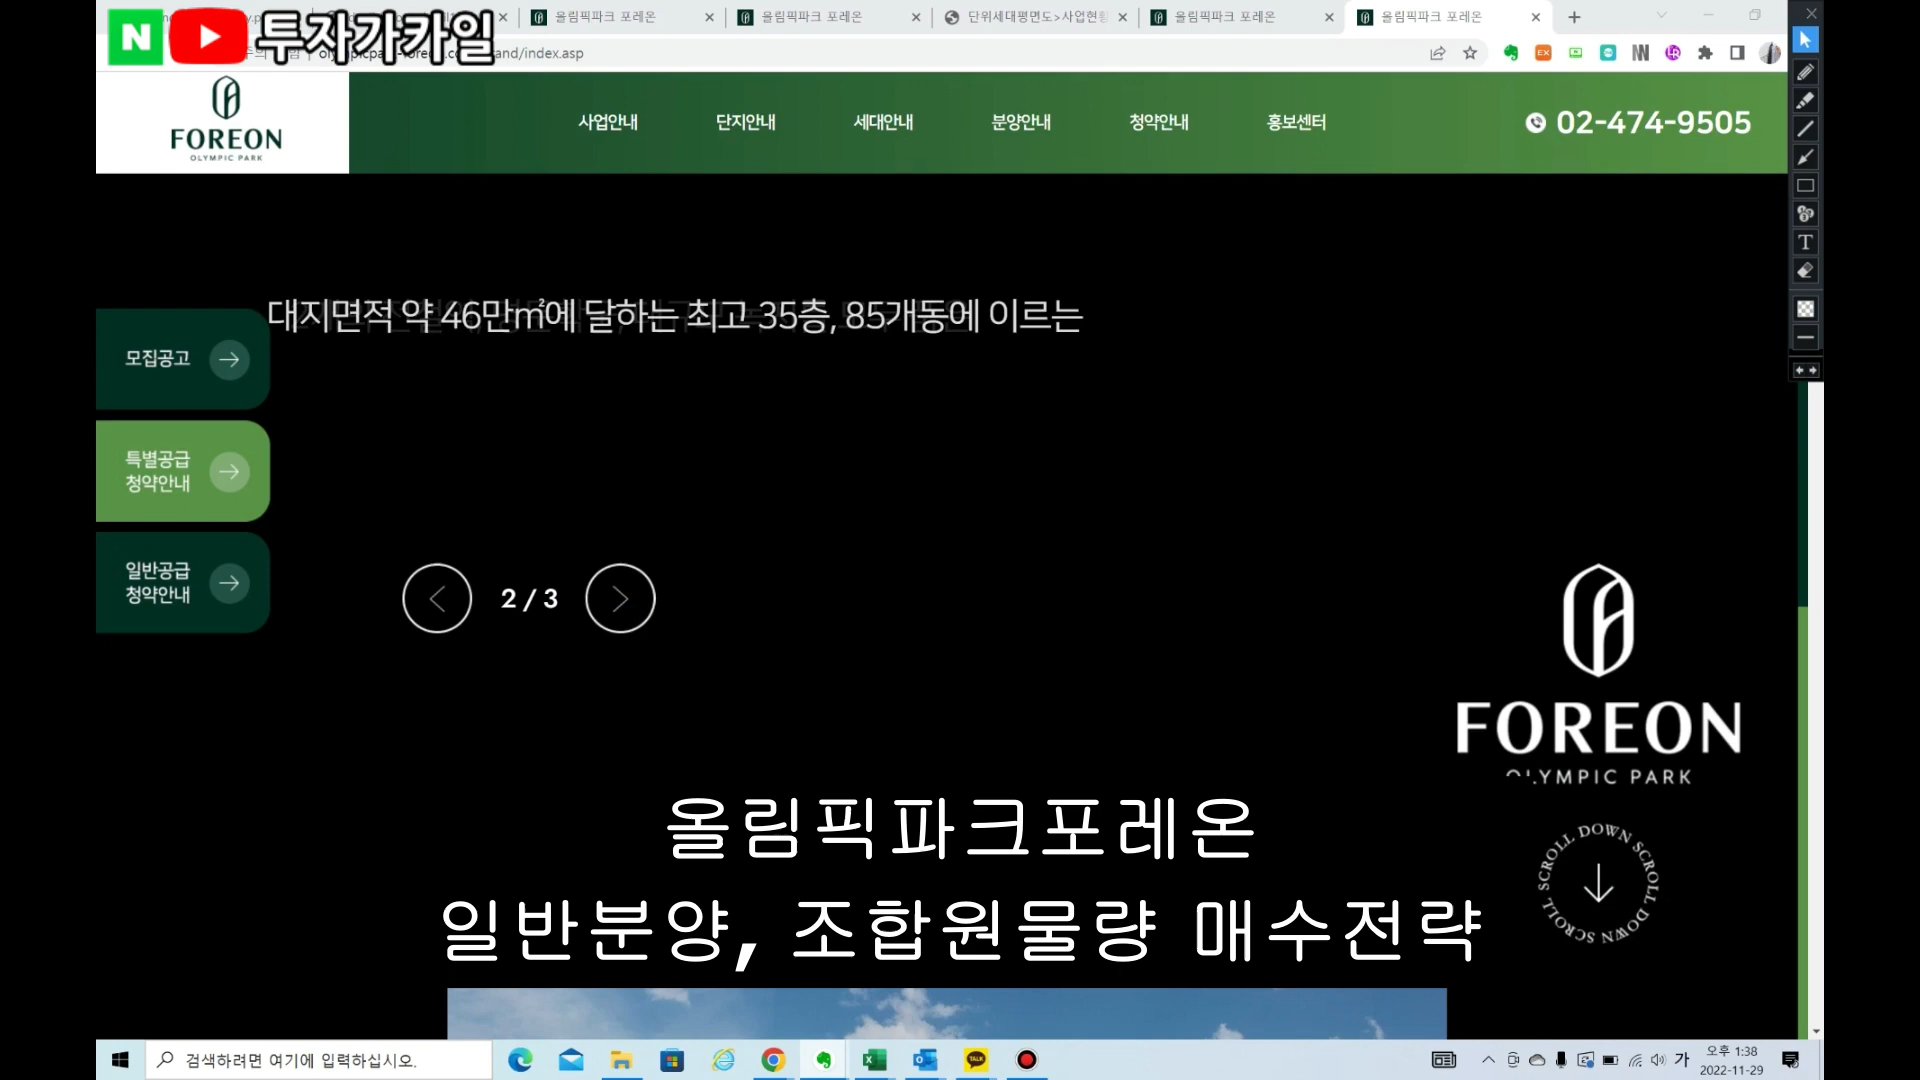 올림픽파크 포레온
올림픽파크 포레온
단위세대평면도>사업현황
올림픽파크 포레온
올림픽파크 포레온
N 투자가카일
rand/index.asp
FOREON
OLYMPIC PARK
사업안내 단지안내 세대안내 분양안내 청약안내 홍보센터
02-474-9505
대지면적 약 46만㎡에 달하는 최고 35층, 85개동에 이르는
모집공고
특별공급
청약안내
일반공급
청약안내
2 / 3
FOREON
OLYMPIC PARK
SCROLL DOWN SCROLL DOWN SCROLL DOWN
올림픽파크포레온
일반분양, 조합원물량 매수전략
검색하려면 여기에 입력하십시오.
가
오후 1:38
2022-11-29